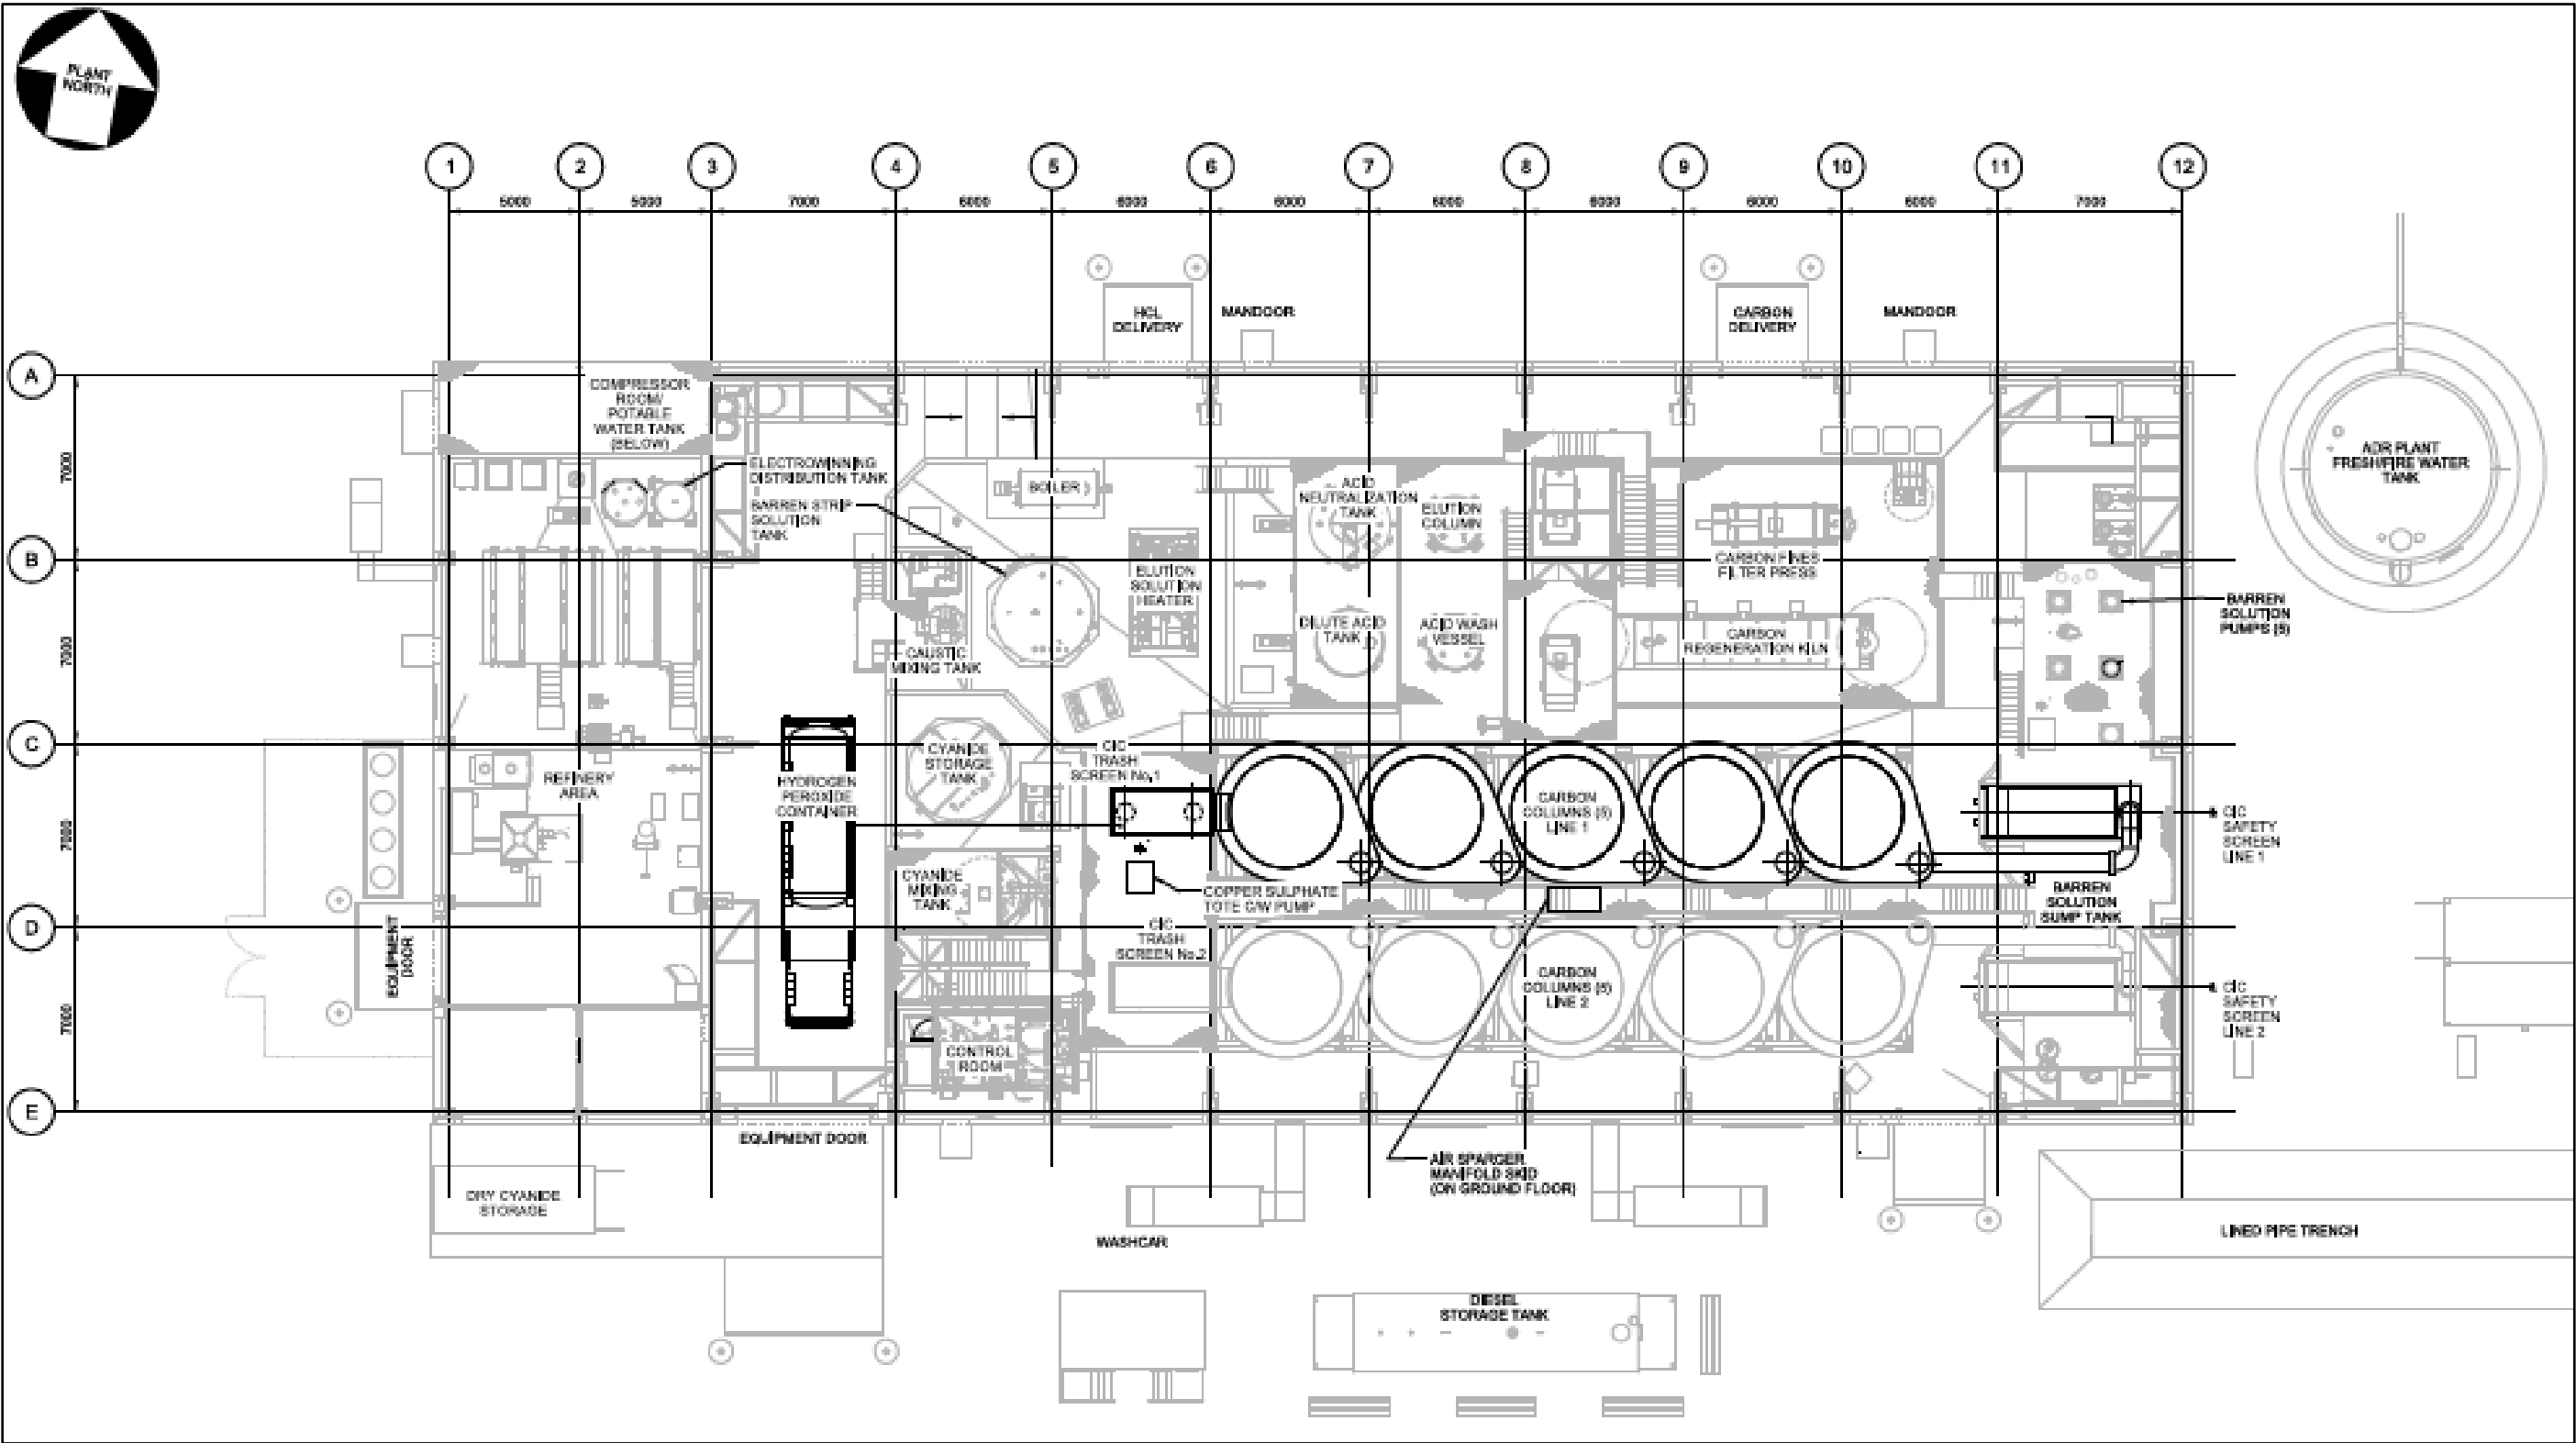 PLANT
NORTH
1
2
3
4
5
6
7
8
9
10
11
12
5000
5000
7000
6000
6000
6000
6000
6000
6000
6000
7000
HCL
DELIVERY
MANDOOR
CARBON
DELIVERY
MANDOOR
A
B
C
D
E
7000
7000
7000
7000
COMPRESSOR
ROOM/
POTABLE
WATER TANK
(BELOW)
ELECTROWINNING
DISTRIBUTION TANK
BARREN STRIP
SOLUTION
TANK
BOILER
ACID
NEUTRALIZATION
TANK
ELUTION
COLUMN
ADR PLANT
FRESH/FIRE WATER
TANK
CARBON FINES
FILTER PRESS
ELUTION
SOLUTION
HEATER
BARREN
SOLUTION
PUMPS (5)
DILUTE ACID
TANK
ACID WASH
VESSEL
CARBON
REGENERATION KILN
CAUSTIC
MIXING TANK
CYANIDE
STORAGE
TANK
CIC
TRASH
SCREEN No.1
REFINERY
AREA
HYDROGEN
PEROXIDE
CONTAINER
CARBON
COLUMNS (5)
LINE 1
CIC
SAFETY
SCREEN
LINE 1
CYANIDE
MIXING
TANK
COPPER SULPHATE
TOTE C/W PUMP
BARREN
SOLUTION
SUMP TANK
EQUIPMENT
DOOR
CIC
TRASH
SCREEN No.2
CARBON
COLUMNS (5)
LINE 2
CIC
SAFETY
SCREEN
LINE 2
CONTROL
ROOM
EQUIPMENT DOOR
AIR SPARGER
MANIFOLD SKID
(ON GROUND FLOOR)
DRY CYANIDE
STORAGE
WASHCAR
LINED PIPE TRENCH
DIESEL
STORAGE TANK